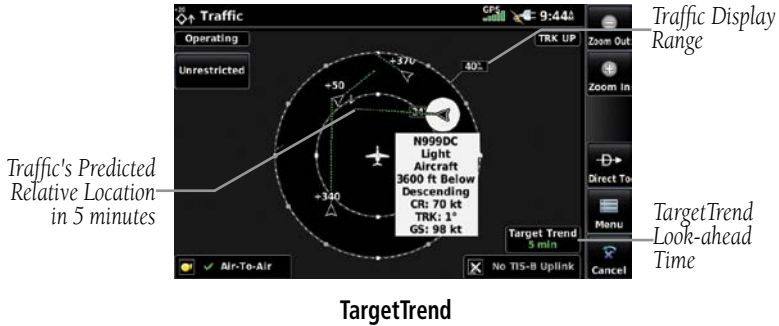 Traffic
GPS
9:44
Operating
TRK UP
Unrestricted
Zoom Out
Zoom In
Direct To
Menu
Cancel
+370
+50
+340
N999DC
Light
Aircraft
3600 ft Below
Descending
CR: 70 kt
TRK: 1°
GS: 98 kt
Target Trend
5 min
Air-To-Air
No TIS-B Uplink
Traffic Display
Range
Traffic's Predicted
Relative Location
in 5 minutes
TargetTrend
Look-ahead
Time
TargetTrend